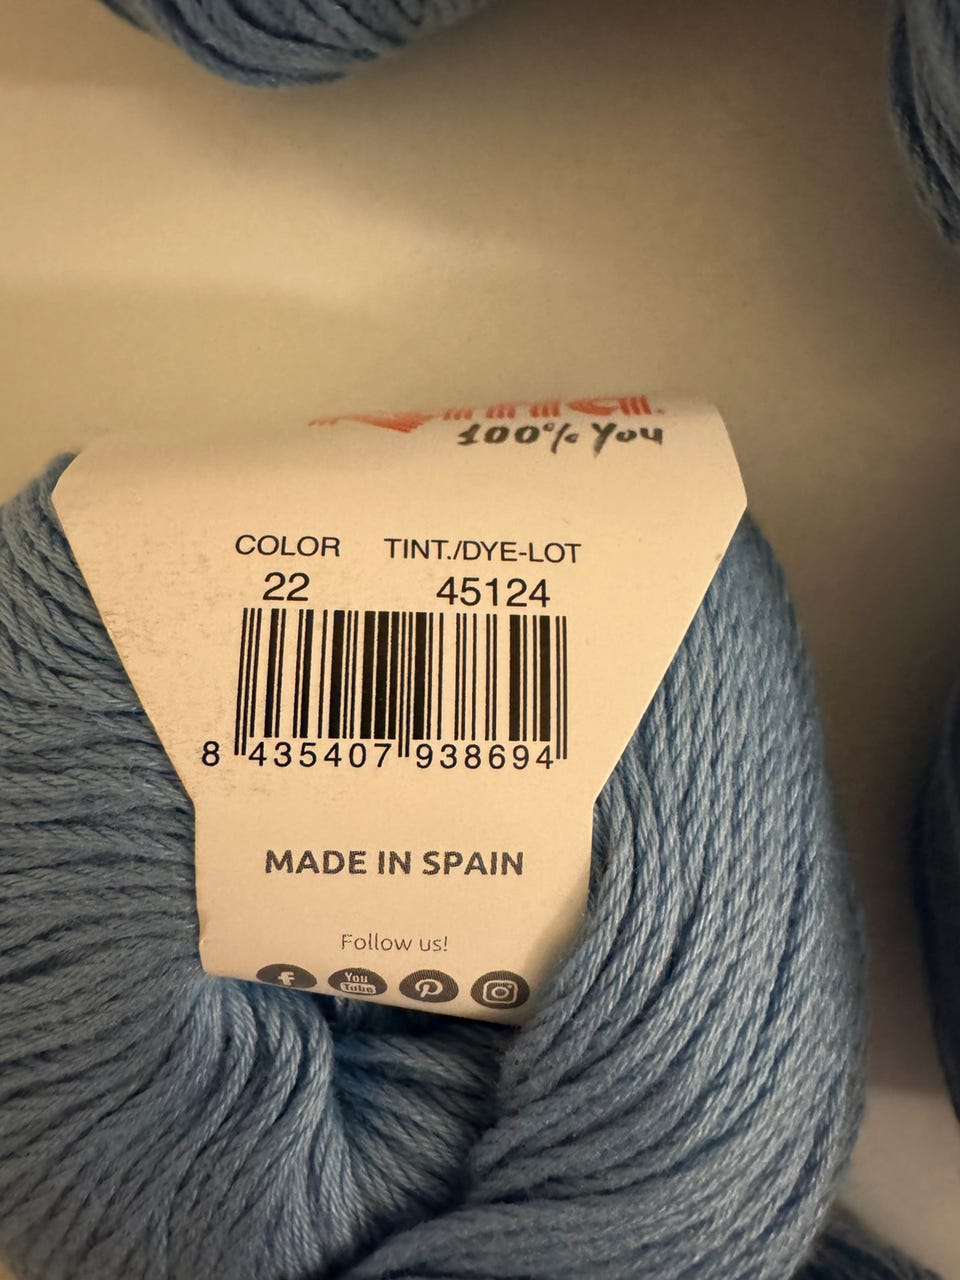 100% You
COLOR TINT./DYE-LOT
22 45124
8 435407 938694
MADE IN SPAIN
Follow us!
f You Tube